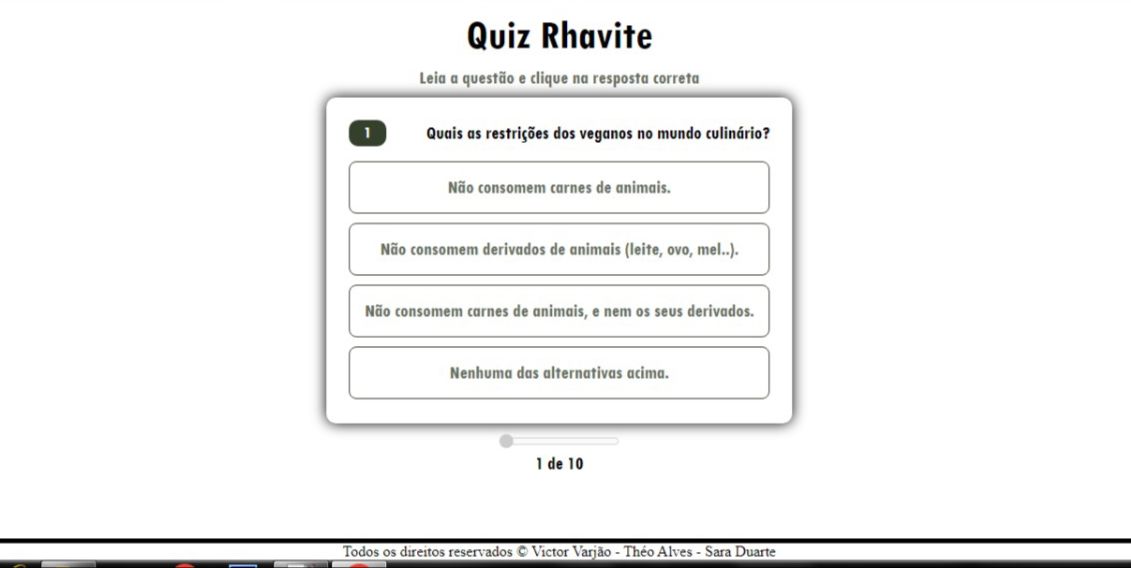 Quiz Rhavite
Leia a questão e clique na resposta correta
1
Quais as restrições dos veganos no mundo culinário?
Não consomem carnes de animais.
Não consomem derivados de animais (leite, ovo, mel..).
Não consomem carnes de animais, e nem os seus derivados.
Nenhuma das alternativas acima.
1 de 10
Todos os direitos reservados © Victor Varjão - Théo Alves - Sara Duarte